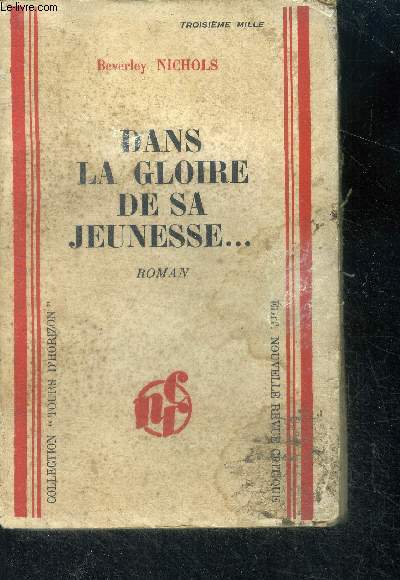 Le-livre.com
TROISIÈME MILLE
Beverley NICHOLS
DANS
LA GLOIRE
DE SA
JEUNESSE...
ROMAN
COLLECTION "TOURS D'HORIZON"
NOUVELLE REVUE CRITIQUE
nrc